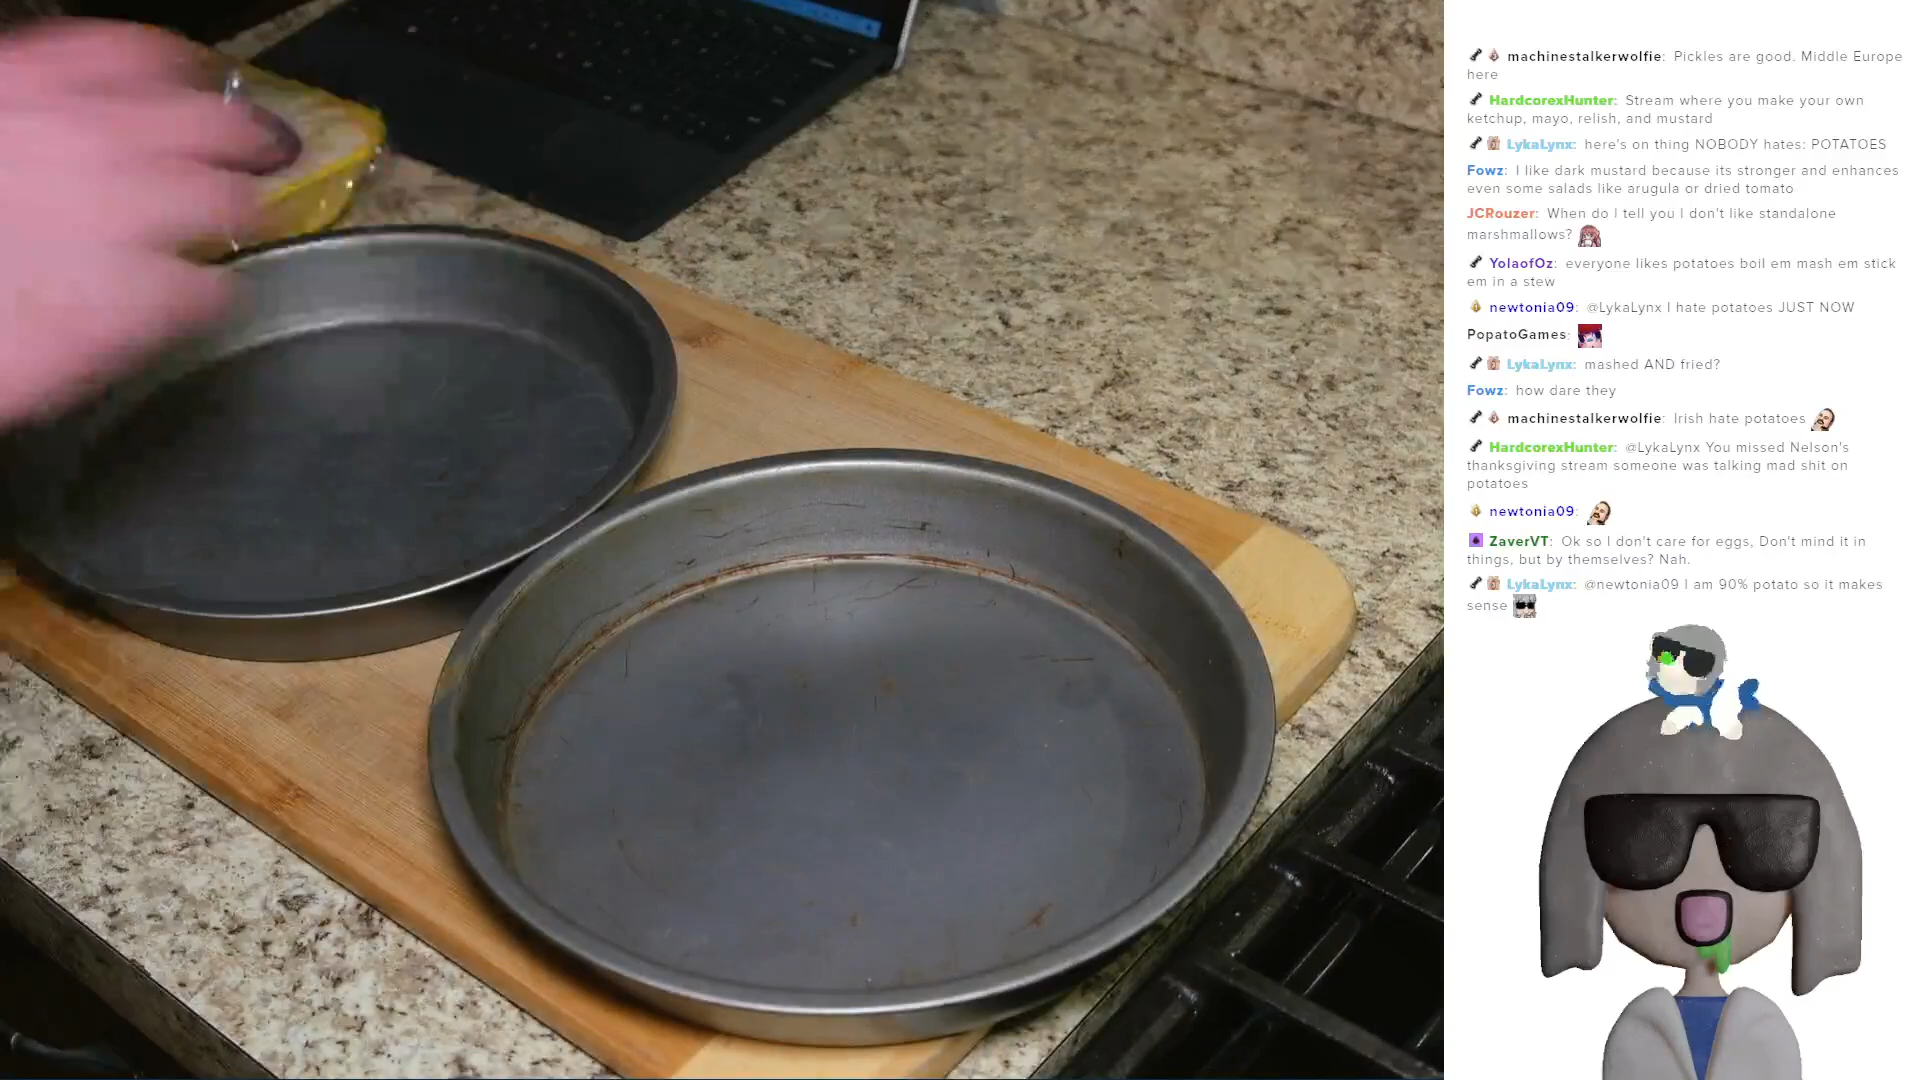 machinestalkerwolfie: Pickles are good. Middle Europe
here
HardcorexHunter: Stream where you make your own
ketchup, mayo, relish, and mustard
LykaLynx: here's on thing NOBODY hates: POTATOES
Fowz: I like dark mustard because its stronger and enhances
even some salads like arugula or dried tomato
JCRouzer: When do I tell you I don't like standalone
marshmallows?
YolaofOz: everyone likes potatoes boil em mash em stick
em in a stew
newtonia09: @LykaLynx I hate potatoes JUST NOW
PopatoGames:
LykaLynx: mashed AND fried?
Fowz: how dare they
machinestalkerwolfie: Irish hate potatoes
HardcorexHunter: @LykaLynx You missed Nelson's
thanksgiving stream someone was talking mad shit on
potatoes
newtonia09:
ZaverVT: Ok so I don't care for eggs, Don't mind it in
things, but by themselves? Nah.
LykaLynx: @newtonia09 I am 90% potato so it makes
sense